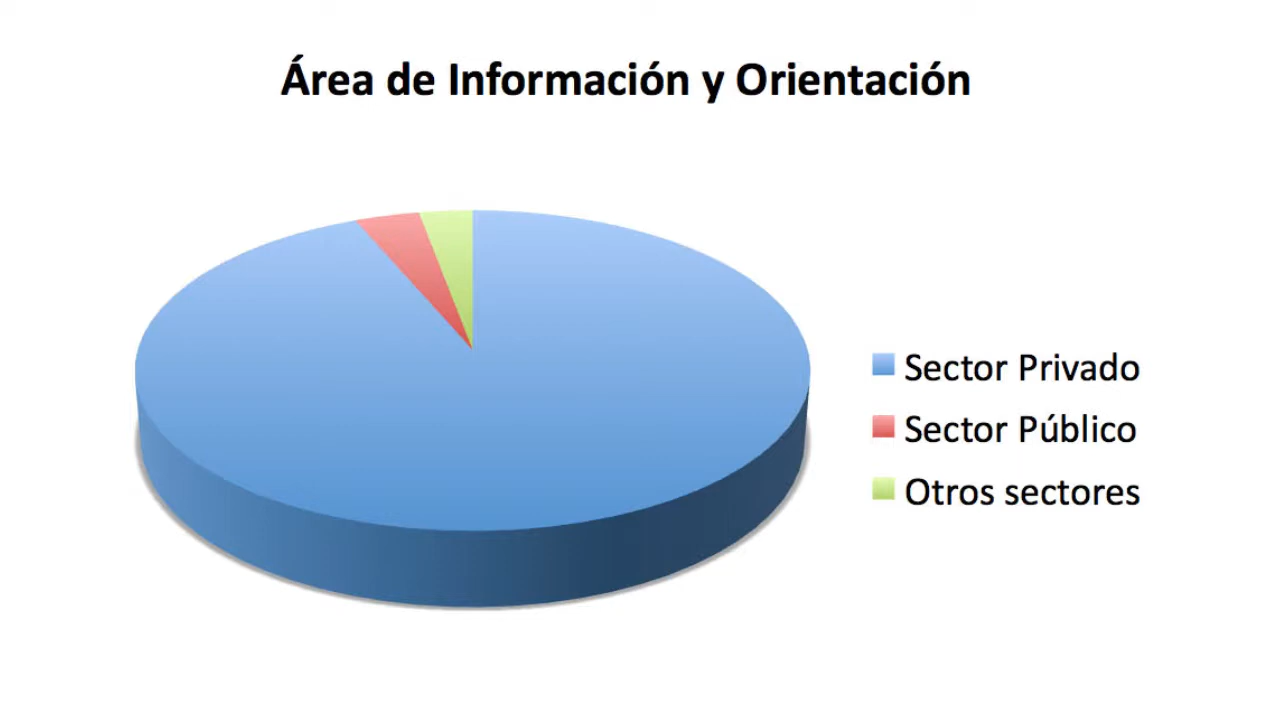 Área de Información y Orientación
Sector Privado
Sector Público
Otros sectores